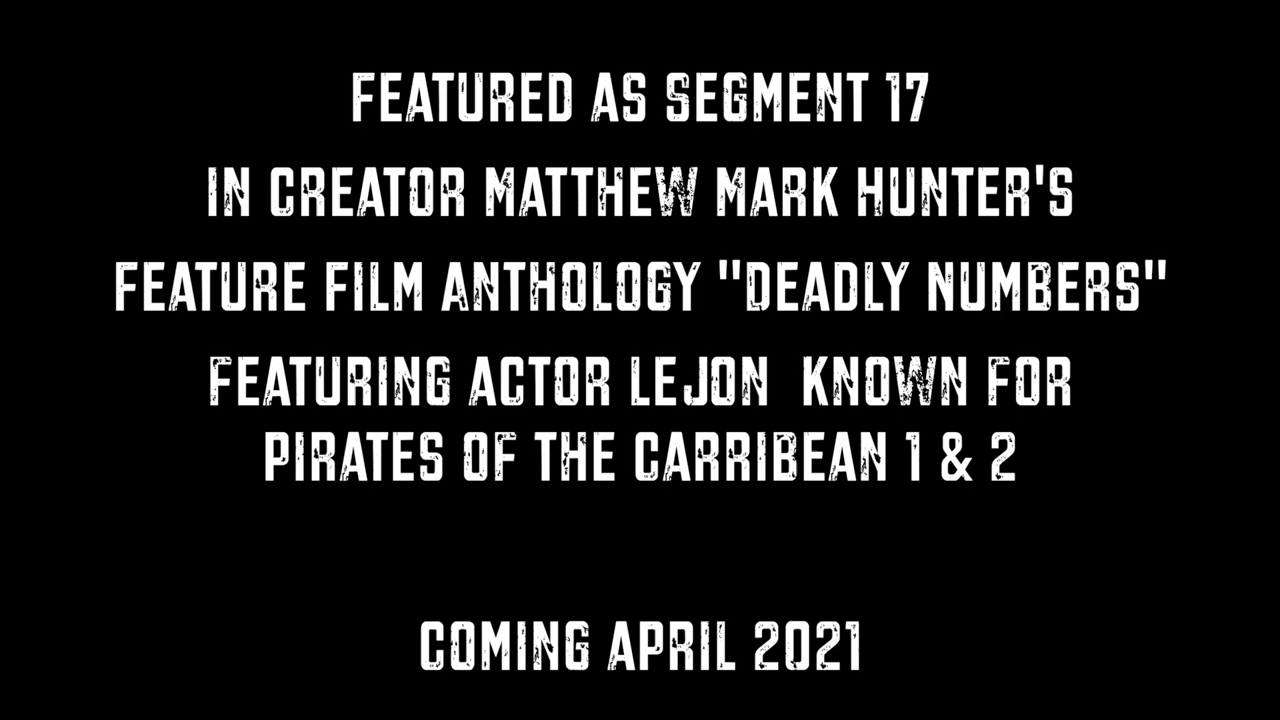 FEATURED AS SEGMENT 17
IN CREATOR MATTHEW MARK HUNTER'S
FEATURE FILM ANTHOLOGY "DEADLY NUMBERS"
FEATURING ACTOR LEJON  KNOWN FOR
PIRATES OF THE CARRIBEAN 1 & 2
COMING APRIL 2021